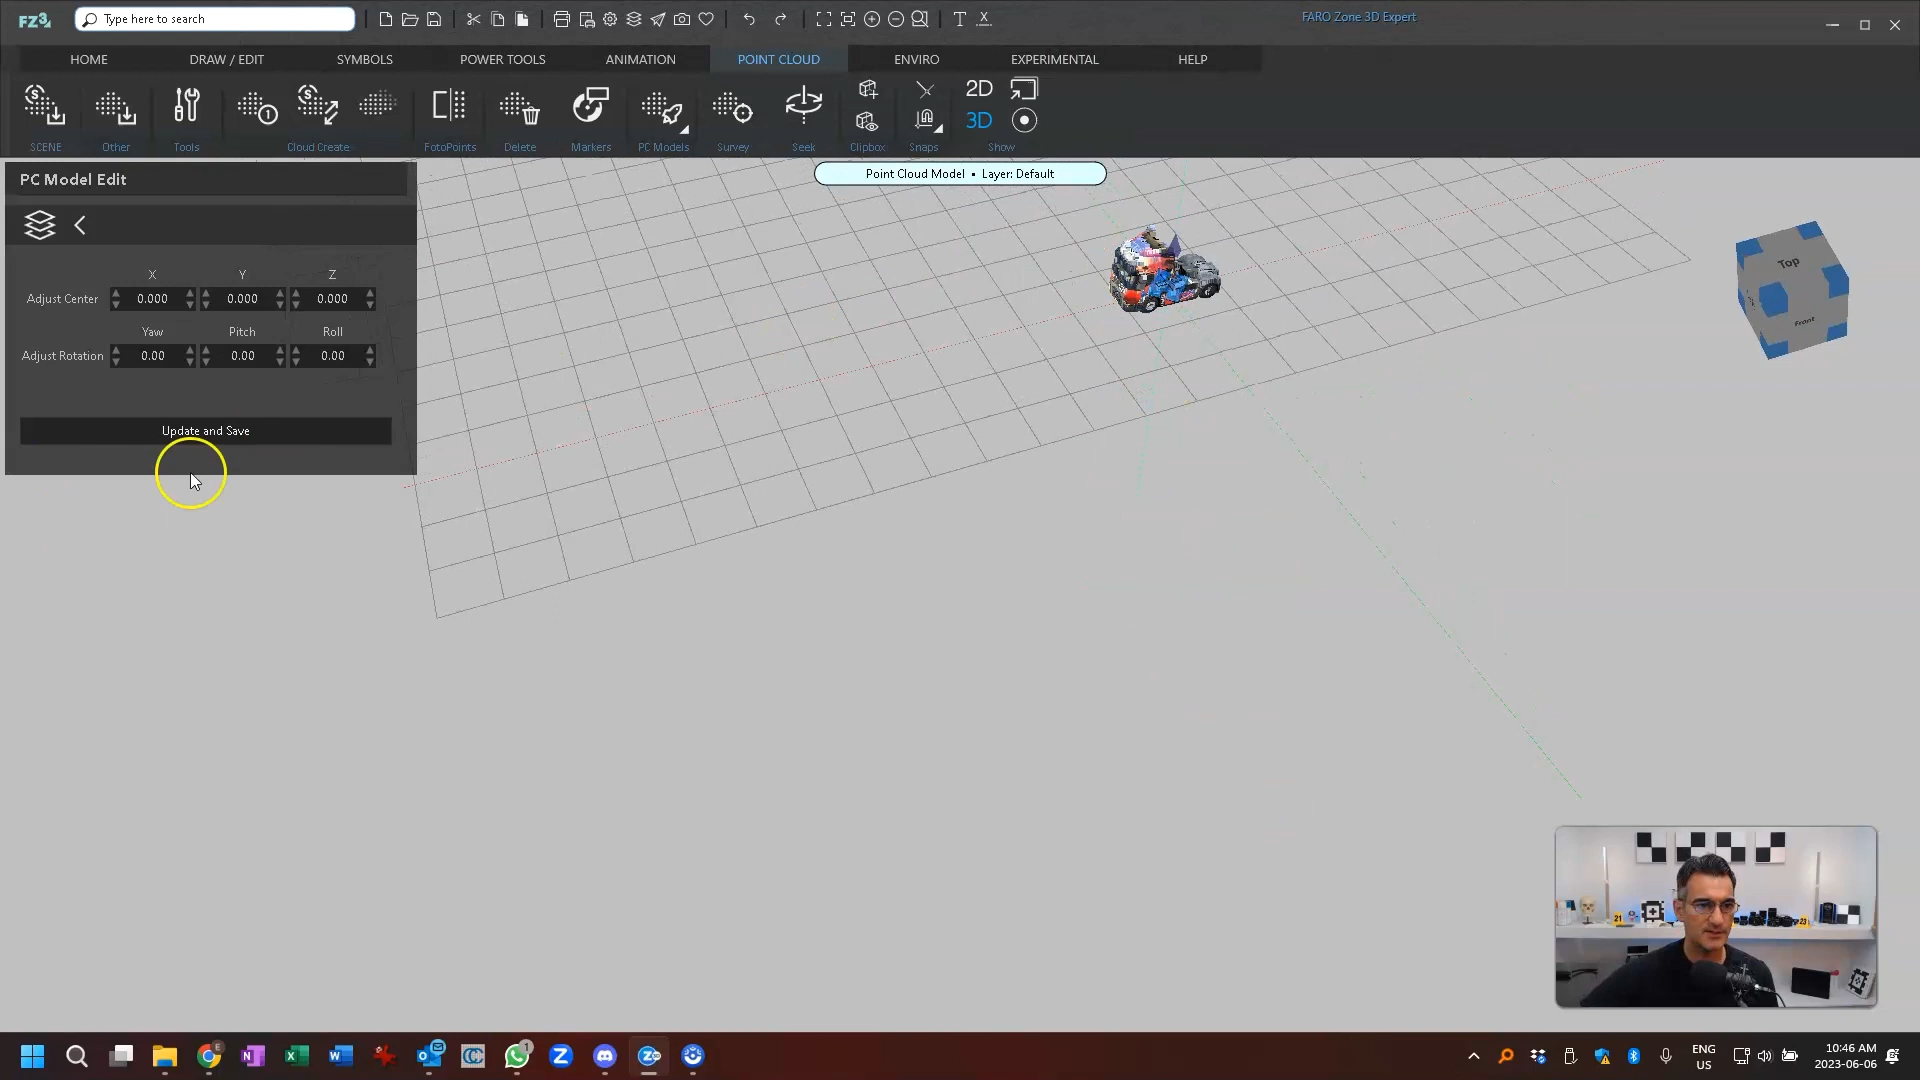 FZ3
Type here to search
FARO Zone 3D Expert
HOME
DRAW / EDIT
SYMBOLS
POWER TOOLS
ANIMATION
POINT CLOUD
ENVIRO
EXPERIMENTAL
HELP
2D
3D
SCENE
Other
Tools
Cloud Create
FotoPoints
Delete
Markers
PC Models
Survey
Seek
Clipbox
Snaps
Show
PC Model Edit
Point Cloud Model • Layer: Default
X Y Z
Adjust Center 0.000 0.000 0.000
Yaw Pitch Roll
Adjust Rotation 0.00 0.00 0.00
Update and Save
Top
Front
21
23
ENG
US
10:46 AM
2023-06-06